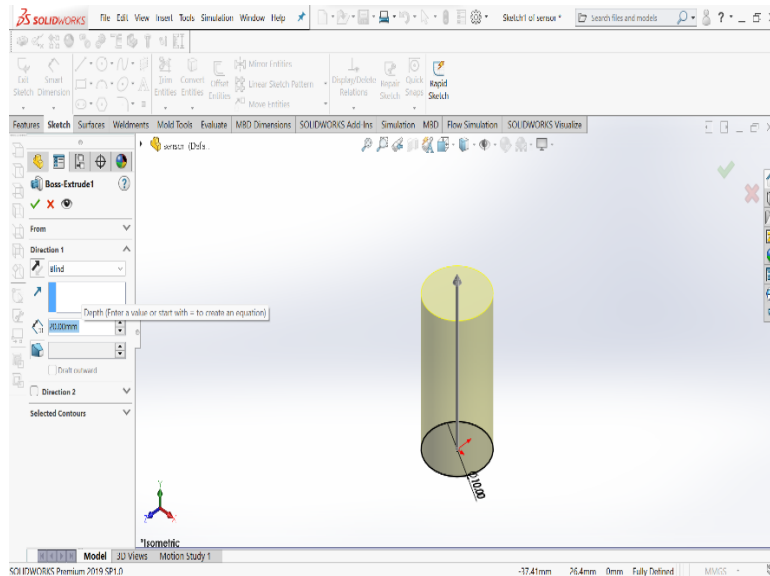 SOLIDWORKS File Edit View Insert Tools Simulation Window Help Sketch1 of sensor * Search files and models ?
Exit Sketch
Smart Dimension
Trim Entities
Convert Entities
Offset Entities
Mirror Entities
Linear Sketch Pattern
Move Entities
Display/Delete Relations
Repair Sketch
Quick Snaps
Rapid Sketch
Features Sketch Surfaces Weldments Mold Tools Evaluate MBD Dimensions SOLIDWORKS Add-Ins Simulation MBD Flow Simulation SOLIDWORKS Visualize
sensor (Defa...
Boss-Extrude1
From
Direction 1
Blind
Depth (Enter a value or start with = to create an equation)
20.00mm
Draft outward
Direction 2
Selected Contours
10.00
*Isometric
Model 3D Views Motion Study 1
SOLIDWORKS Premium 2019 SP1.0 -37.41mm 26.4mm 0mm Fully Defined MMGS